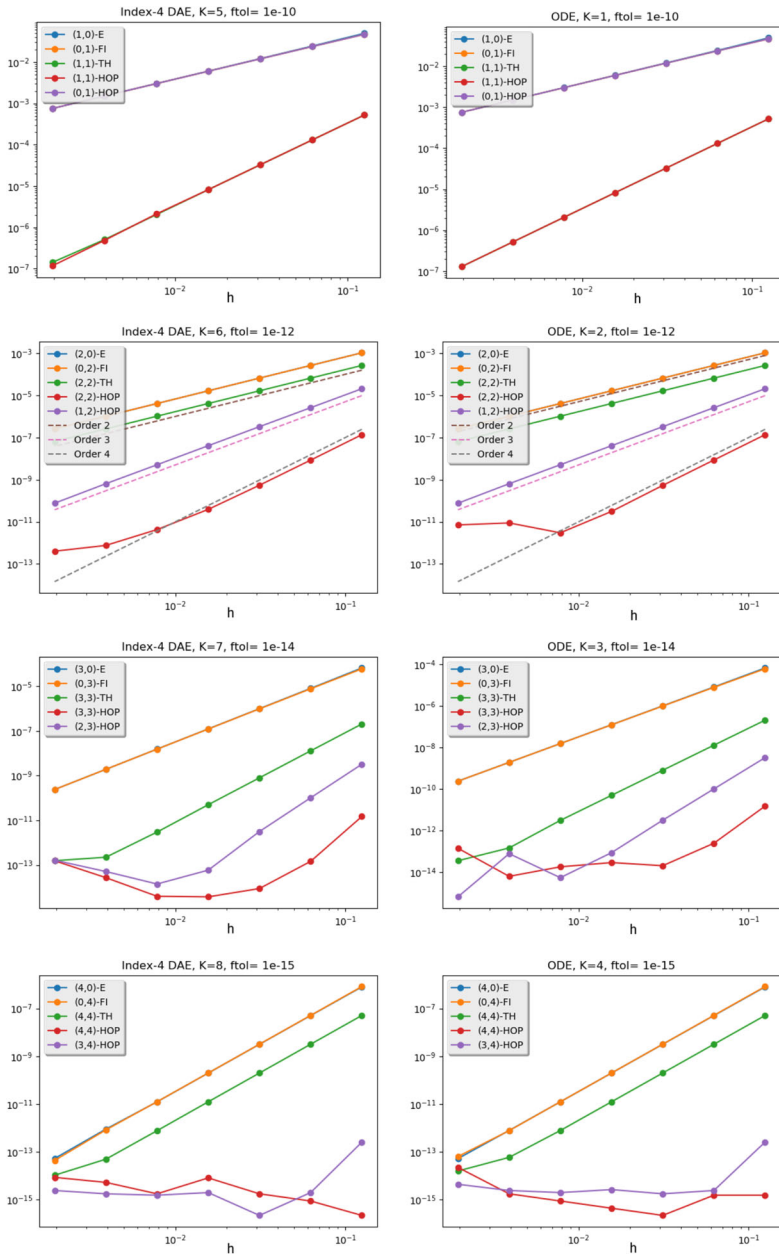 Index-4 DAE, K=5, ftol= 1e-10
(1,0)-E
(0,1)-FI
(1,1)-TH
(1,1)-HOP
(0,1)-HOP
10⁻²
10⁻³
10⁻⁴
10⁻⁵
10⁻⁶
10⁻⁷
10⁻²
10⁻¹
h
ODE, K=1, ftol= 1e-10
(1,0)-E
(0,1)-FI
(1,1)-TH
(1,1)-HOP
(0,1)-HOP
10⁻²
10⁻³
10⁻⁴
10⁻⁵
10⁻⁶
10⁻⁷
10⁻²
10⁻¹
h
Index-4 DAE, K=6, ftol= 1e-12
(2,0)-E
(0,2)-FI
(2,2)-TH
(2,2)-HOP
(1,2)-HOP
Order 2
Order 3
Order 4
10⁻³
10⁻⁵
10⁻⁷
10⁻⁹
10⁻¹¹
10⁻¹³
10⁻²
10⁻¹
h
ODE, K=2, ftol= 1e-12
(2,0)-E
(0,2)-FI
(2,2)-TH
(2,2)-HOP
(1,2)-HOP
Order 2
Order 3
Order 4
10⁻³
10⁻⁵
10⁻⁷
10⁻⁹
10⁻¹¹
10⁻¹³
10⁻²
10⁻¹
h
Index-4 DAE, K=7, ftol= 1e-14
(3,0)-E
(0,3)-FI
(3,3)-TH
(3,3)-HOP
(2,3)-HOP
10⁻⁵
10⁻⁷
10⁻⁹
10⁻¹¹
10⁻¹³
10⁻²
10⁻¹
h
ODE, K=3, ftol= 1e-14
(3,0)-E
(0,3)-FI
(3,3)-TH
(3,3)-HOP
(2,3)-HOP
10⁻⁴
10⁻⁶
10⁻⁸
10⁻¹⁰
10⁻¹²
10⁻¹⁴
10⁻²
10⁻¹
h
Index-4 DAE, K=8, ftol= 1e-15
(4,0)-E
(0,4)-FI
(4,4)-TH
(4,4)-HOP
(3,4)-HOP
10⁻⁷
10⁻⁹
10⁻¹¹
10⁻¹³
10⁻¹⁵
10⁻²
10⁻¹
h
ODE, K=4, ftol= 1e-15
(4,0)-E
(0,4)-FI
(4,4)-TH
(4,4)-HOP
(3,4)-HOP
10⁻⁷
10⁻⁹
10⁻¹¹
10⁻¹³
10⁻¹⁵
10⁻²
10⁻¹
h